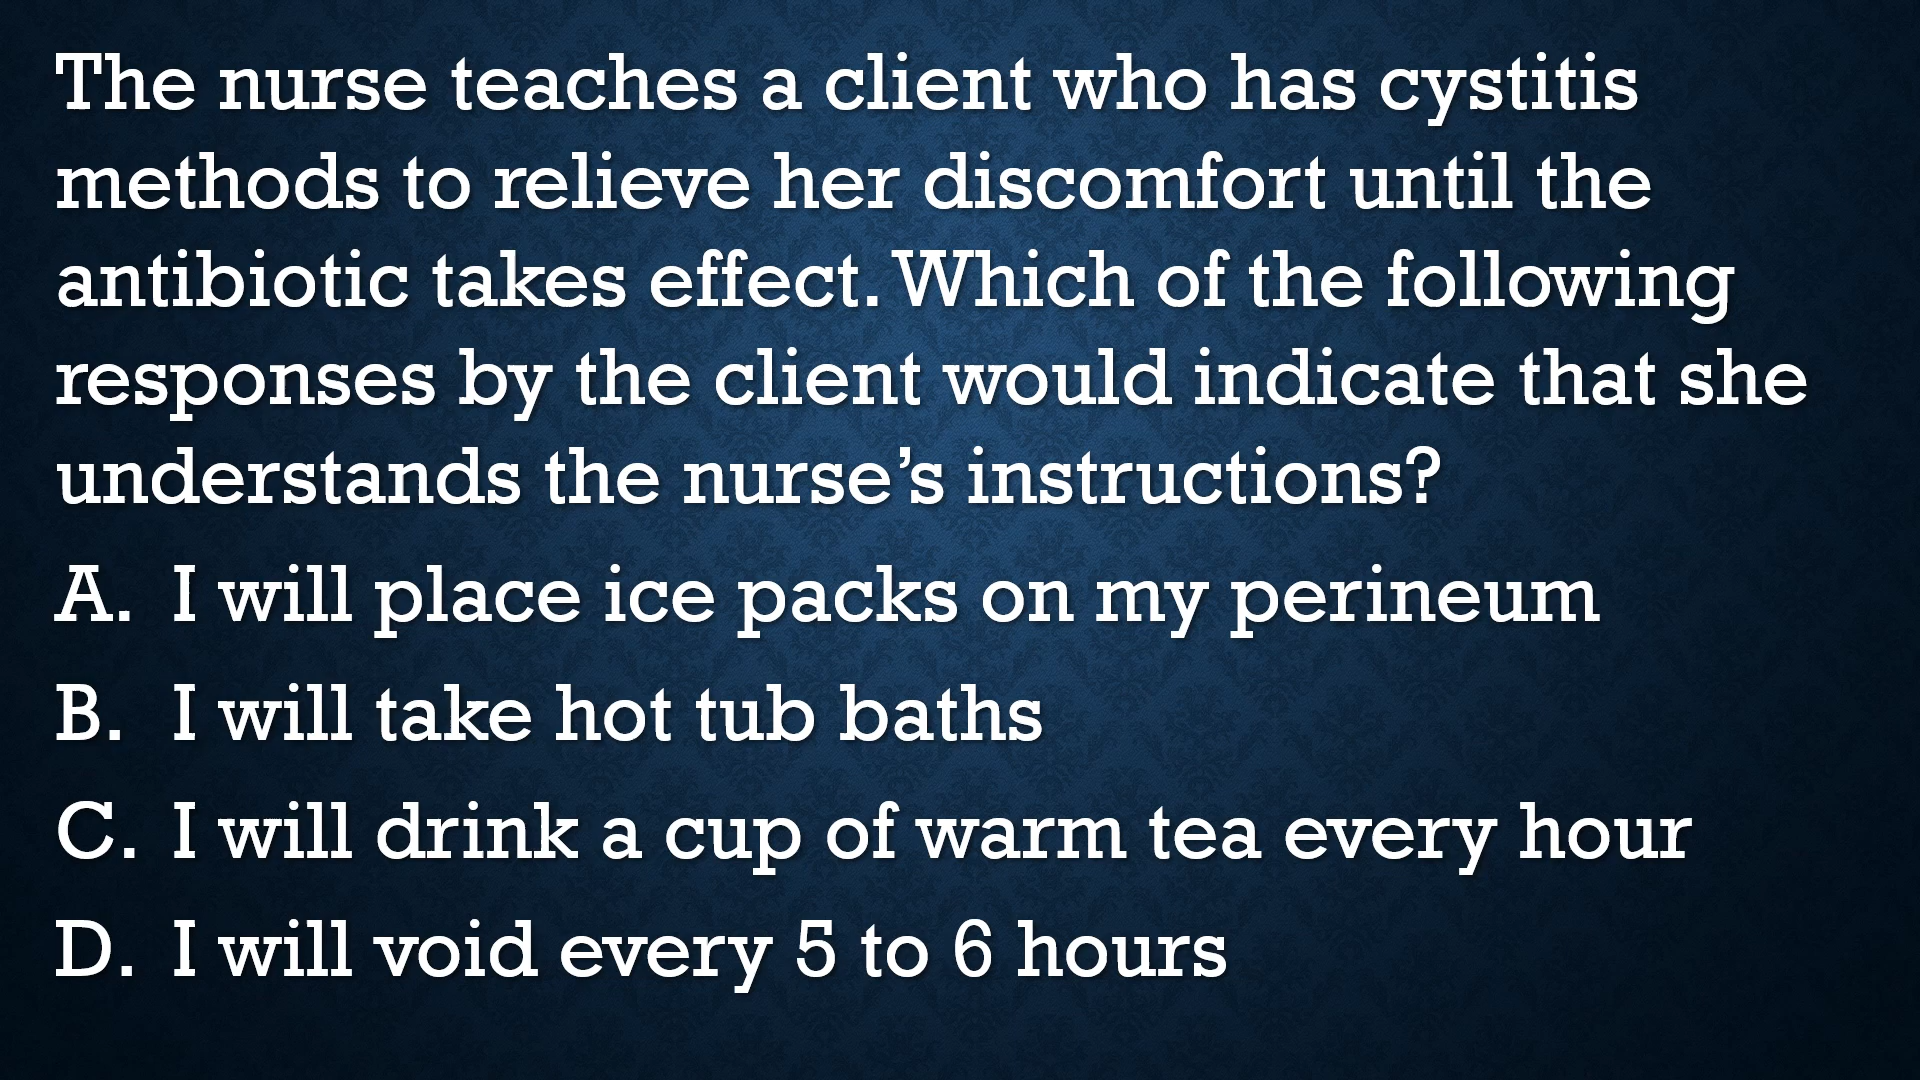 The nurse teaches a client who has cystitis
methods to relieve her discomfort until the
antibiotic takes effect. Which of the following
responses by the client would indicate that she
understands the nurse’s instructions?
A. I will place ice packs on my perineum
B. I will take hot tub baths
C. I will drink a cup of warm tea every hour
D. I will void every 5 to 6 hours